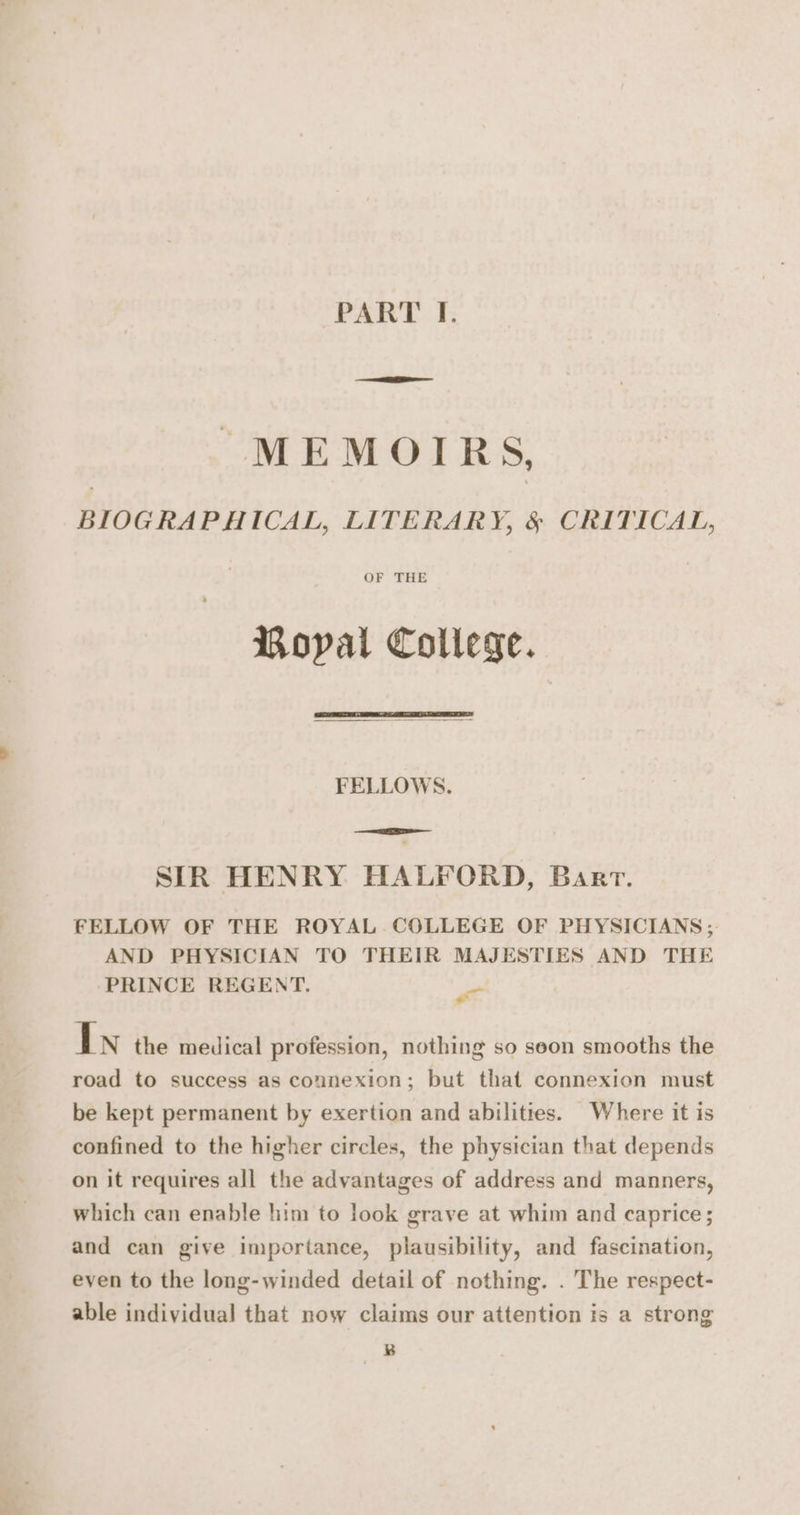 PART I.
MEMOIRS,
BIOGRAPHICAL, LITERARY, & CRITICAL,
OF THE
Royal College.
FELLOWS.
SIR HENRY HALFORD, BART.
FELLOW OF THE ROYAL COLLEGE OF PHYSICIANS;
AND PHYSICIAN TO THEIR MAJESTIES AND THE
PRINCE REGENT.
IN the medical profession, nothing so soon smooths the
road to success as connexion; but that connexion must
be kept permanent by exertion and abilities. Where it is
confined to the higher circles, the physician that depends
on it requires all the advantages of address and manners,
which can enable him to look grave at whim and caprice;
and can give importance, plausibility, and fascination,
even to the long-winded detail of nothing. . The respect-
able individual that now claims our attention is a strong
B